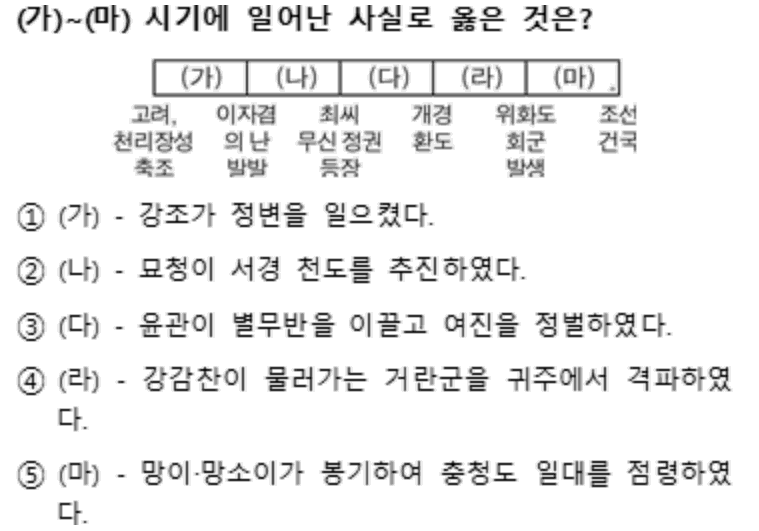 (가)~(마) 시기에 일어난 사실로 옳은 것은?
(가) (나) (다) (라) (마)
고려, 이자겸 최씨 개경 위화도 조선
천리장성 의 난 무신 정권 환도 회군 건국
축조 발발 등장 발생
① (가) - 강조가 정변을 일으켰다.
② (나) - 묘청이 서경 천도를 추진하였다.
③ (다) - 윤관이 별무반을 이끌고 여진을 정벌하였다.
④ (라) - 강감찬이 물러가는 거란군을 귀주에서 격파하였
다.
⑤ (마) - 망이·망소이가 봉기하여 충청도 일대를 점령하였
다.